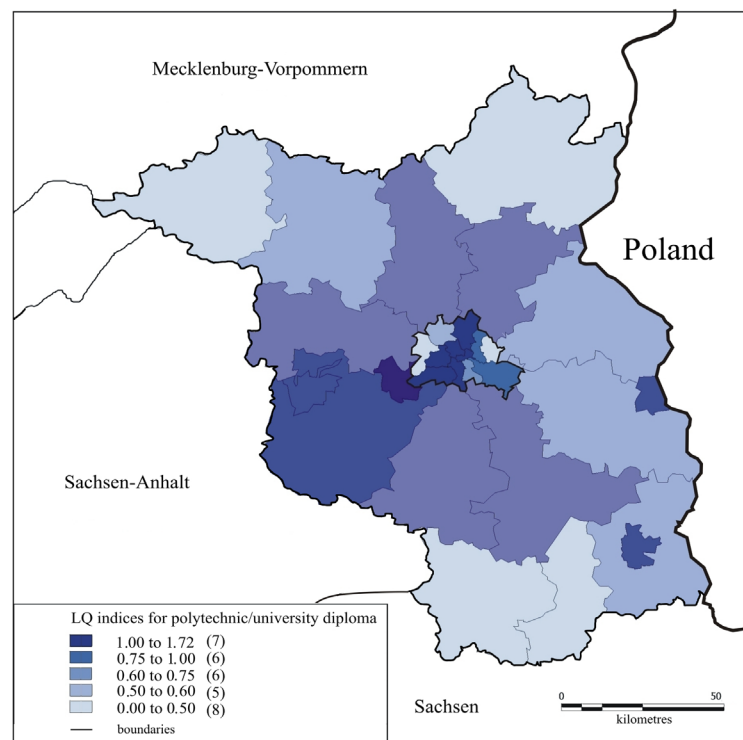 Mecklenburg-Vorpommern
Poland
Sachsen-Anhalt
LQ indices for polytechnic/university diploma
1.00 to 1.72 (7)
0.75 to 1.00 (6)
0.60 to 0.75 (6)
0.50 to 0.60 (5)
0.00 to 0.50 (8)
boundaries
Sachsen
0 50
kilometres